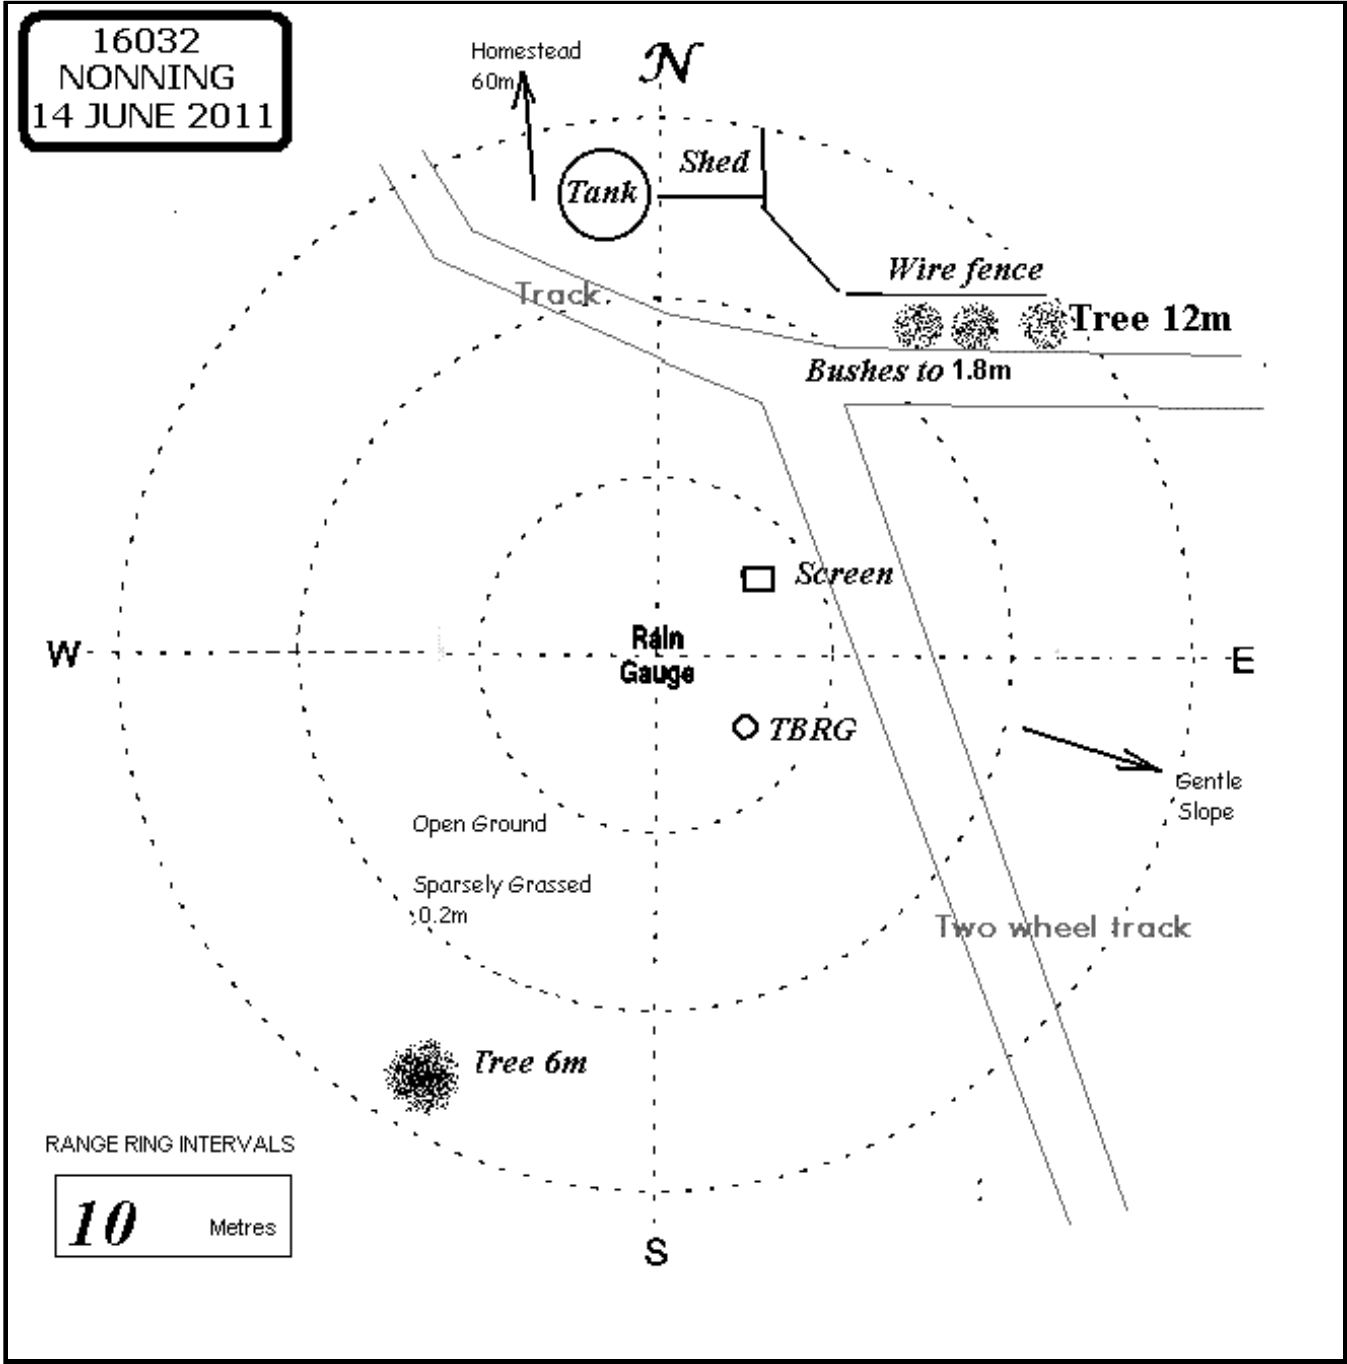 16032
NONNING
14 JUNE 2011
Homestead
60m
N
Shed
Tank
Wire fence
Track
Tree 12m
Bushes to 1.8m
Screen
Rain
Gauge
W
E
TBRG
Gentle
Slope
Open Ground
Sparsely Grassed
0.2m
Two wheel track
Tree 6m
RANGE RING INTERVALS
10 Metres
S